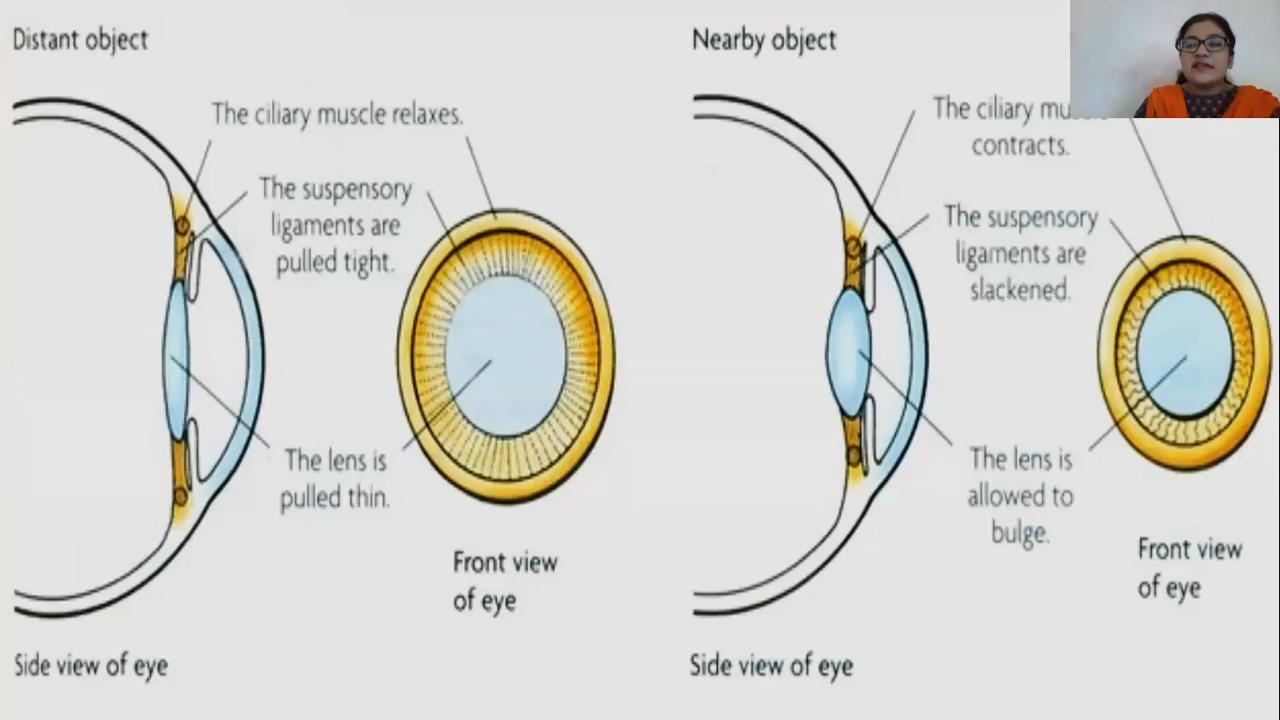 Distant object
The ciliary muscle relaxes.
The suspensory
ligaments are
pulled tight.
The lens is
pulled thin.
Front view
of eye
Side view of eye
Nearby object
The ciliary
contracts.
The suspensory
ligaments are
slackened.
The lens is
allowed to
bulge.
Front view
of eye
Side view of eye